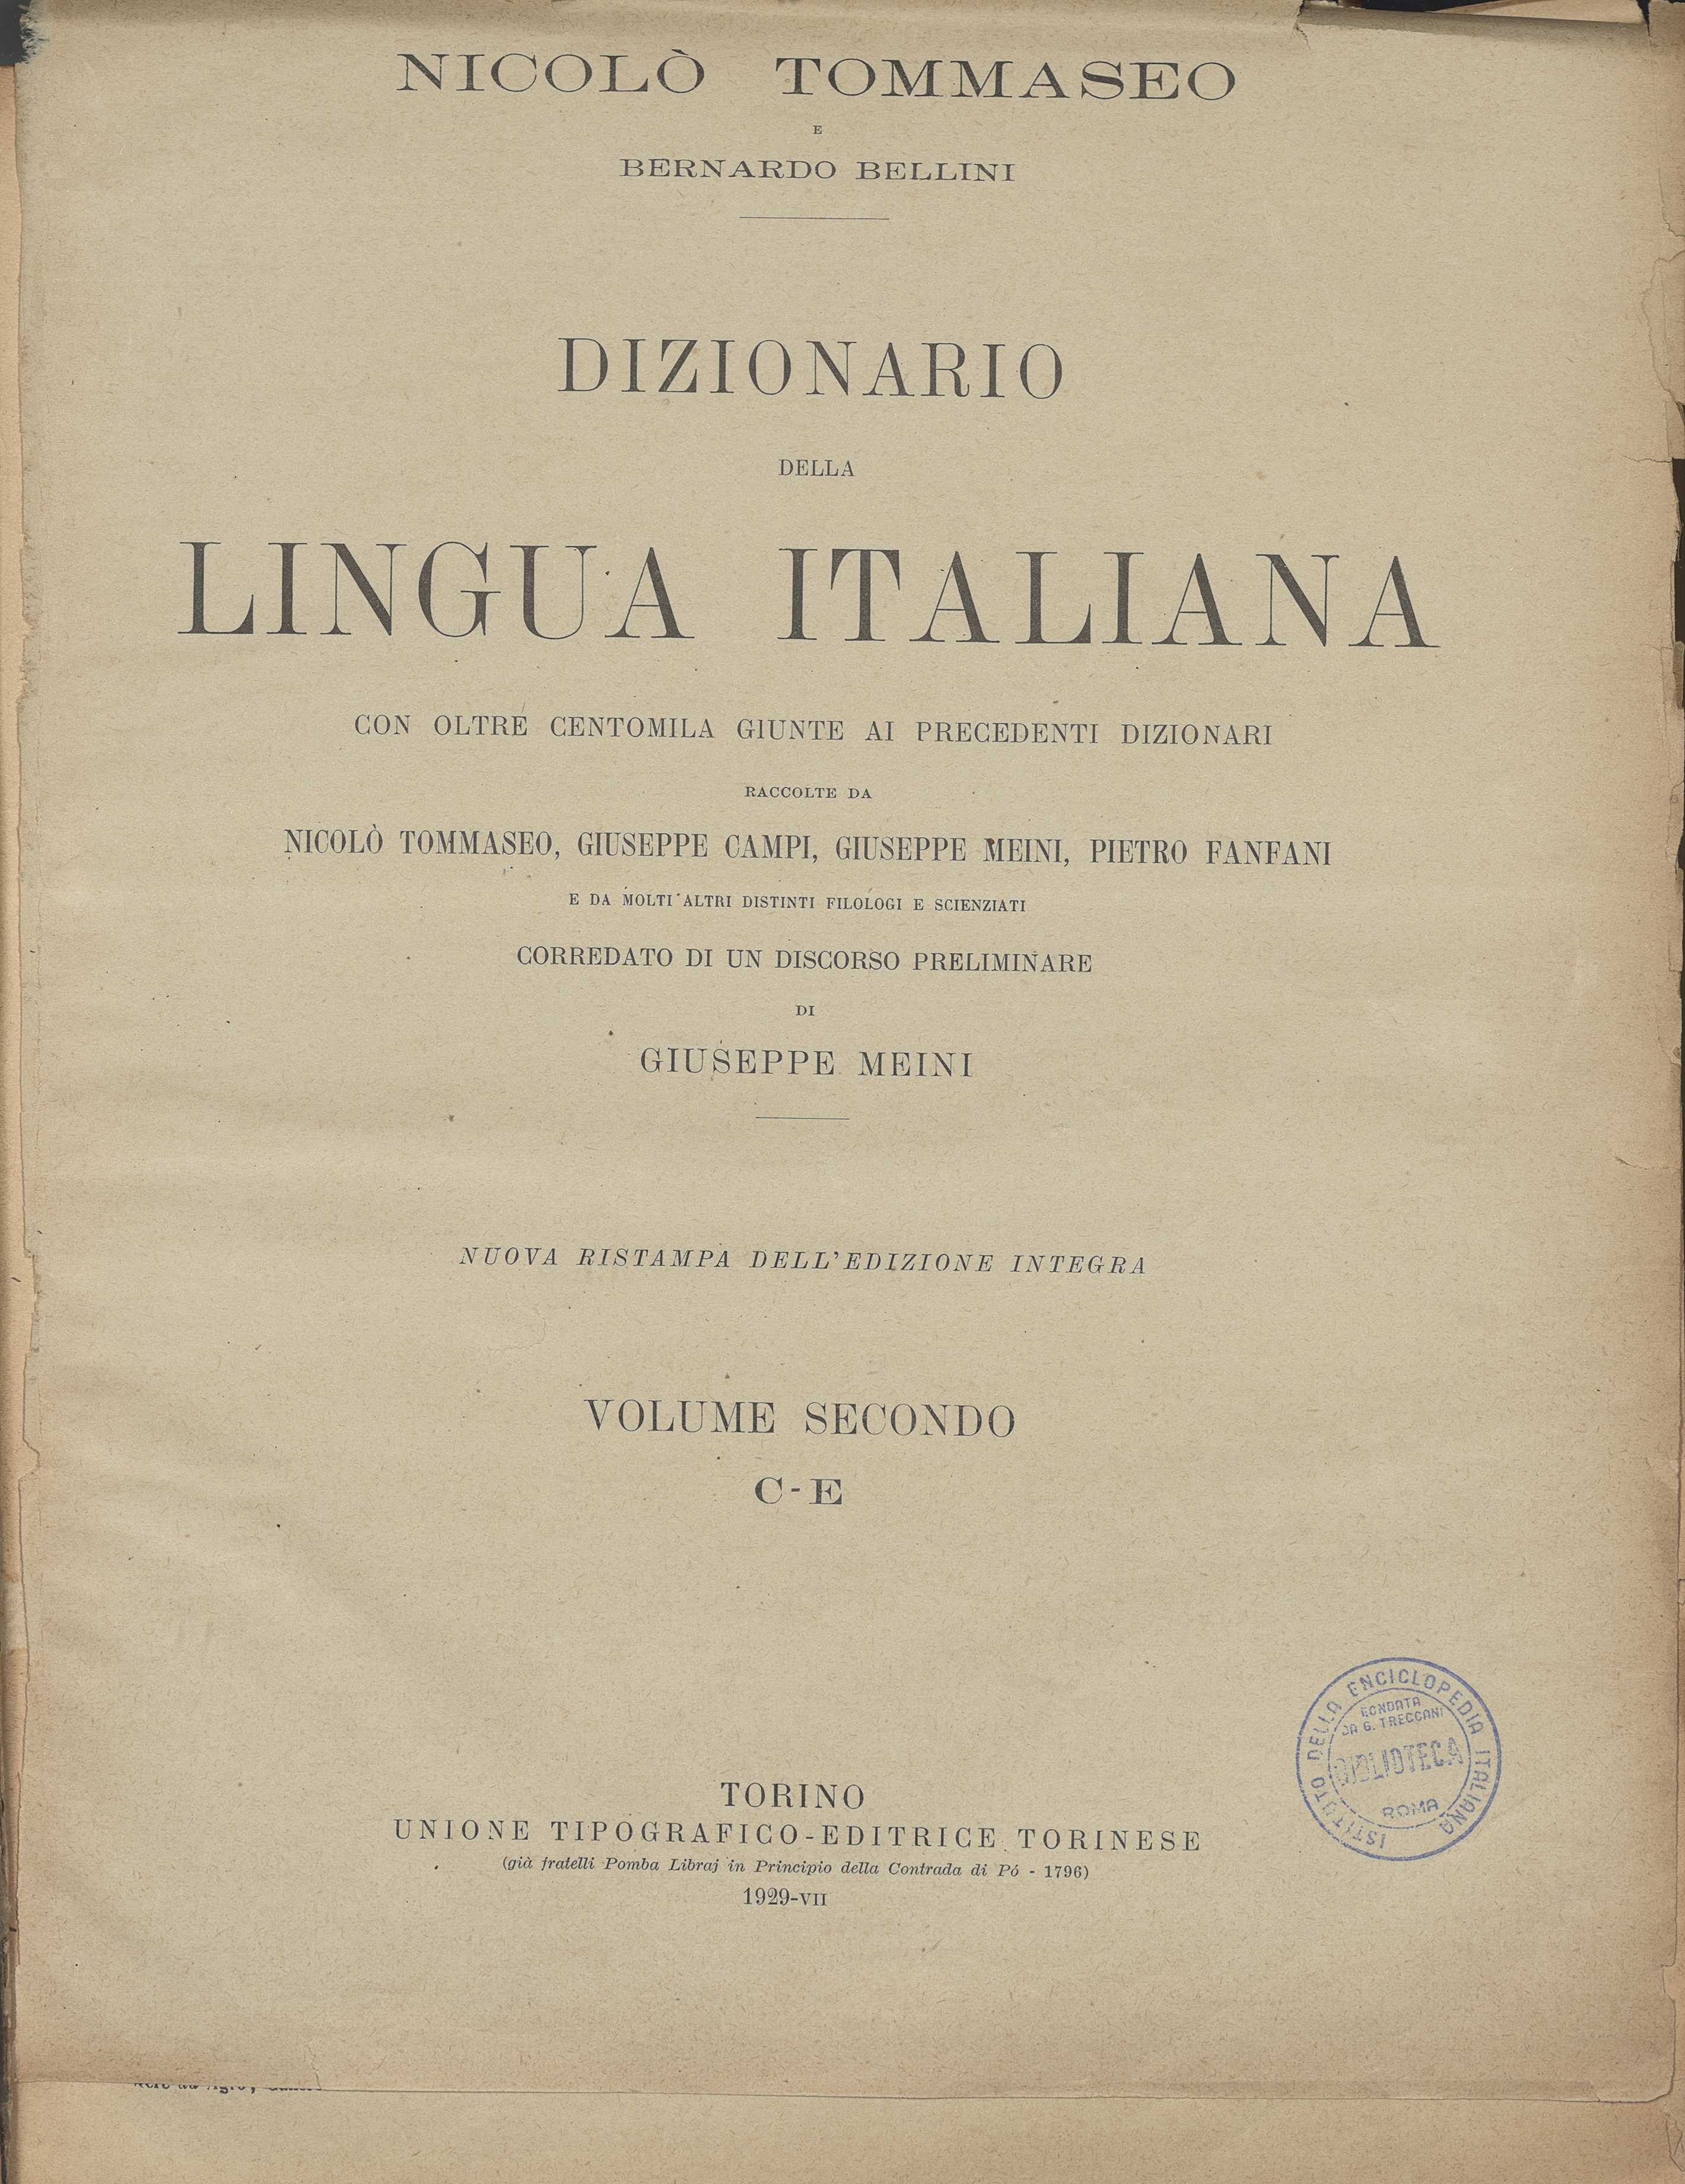 NICOLÒ TOMMASEO
E
BERNARDO BELLINI
DIZIONARIO
DELLA
LINGUA ITALIANA
CON OLTRE CENTOMILA GIUNTE AI PRECEDENTI DIZIONARI
RACCOLTE DA
NICOLÒ TOMMASEO, GIUSEPPE CAMPI, GIUSEPPE MEINI, PIETRO FANFANI
E DA MOLTI ALTRI DISTINTI FILOLOGI E SCIENZIATI
CORREDATO DI UN DISCORSO PRELIMINARE
DI
GIUSEPPE MEINI
NUOVA RISTAMPA DELL'EDIZIONE INTEGRA
VOLUME SECONDO
C-E
TORINO
UNIONE TIPOGRAFICO-EDITRICE TORINESE
(già fratelli Pomba Libraj in Principio della Contrada di Pó - 1796)
1929-VII
ISTITUTO DELLA ENCICLOPEDIA ITALIANA
FONDATA
DA G. TRECCANI
BIBLIOTECA
ROMA